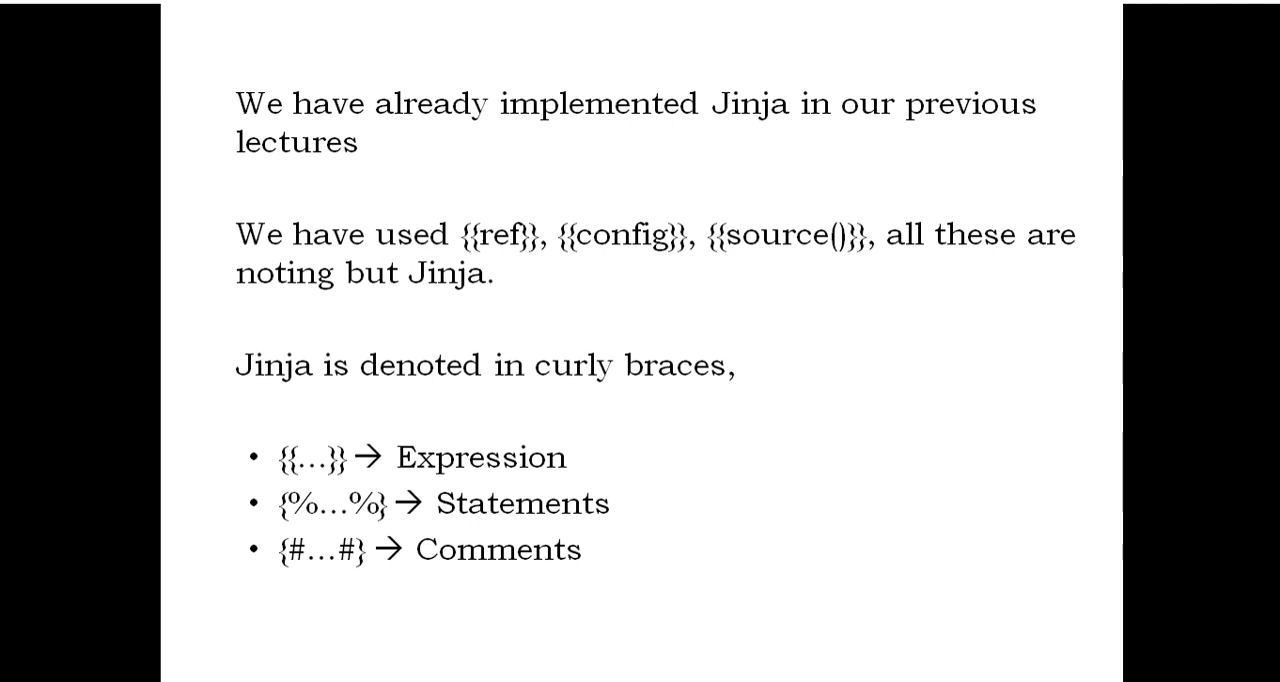 We have already implemented Jinja in our previous
lectures
We have used {{ref}}, {{config}}, {{source()}}, all these are
noting but Jinja.
Jinja is denoted in curly braces,
• {{...}} → Expression
• {%...%} → Statements
• {#...#} → Comments